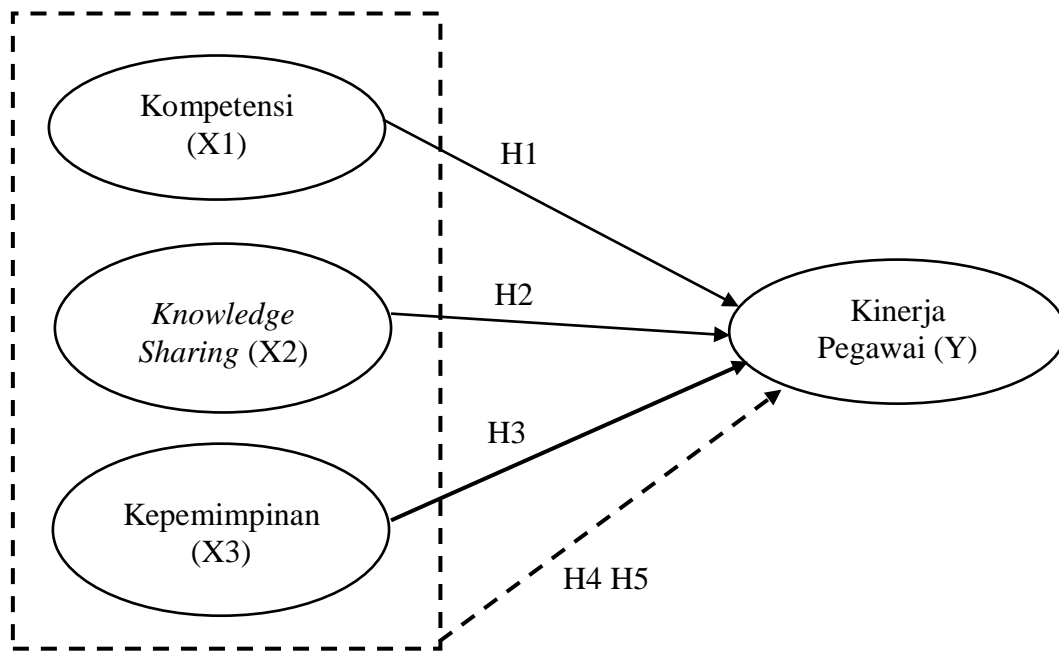 Kompetensi
(X1)
H1
Knowledge
Sharing (X2)
H2
Kinerja
Pegawai (Y)
H3
Kepemimpinan
(X3)
H4 H5